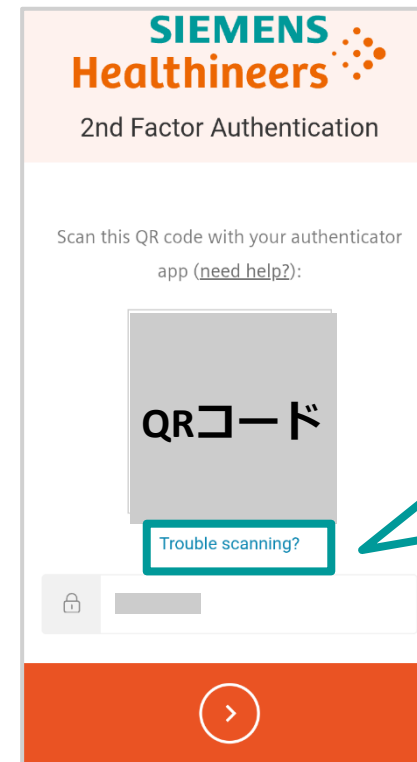 SIEMENS
Healthineers
2nd Factor Authentication
Scan this QR code with your authenticator
app (need help?):
QRコード
Trouble scanning?